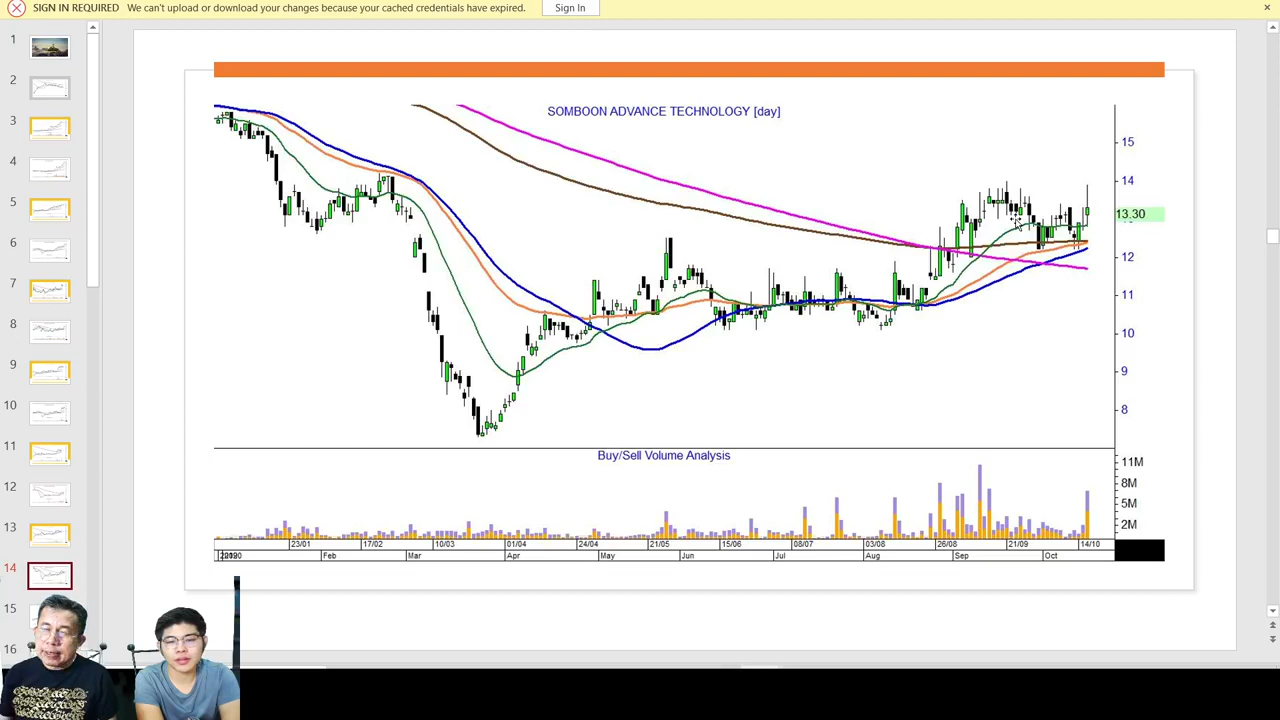 SIGN IN REQUIRED We can't upload or download your changes because your cached credentials have expired. Sign In
SOMBOON ADVANCE TECHNOLOGY [day]
15
14
13.30
12
11
10
9
8
Buy/Sell Volume Analysis
11M
8M
5M
2M
23/01 17/02 10/03 01/04 24/04 21/05 15/06 08/07 03/08 26/08 21/09 14/10
Feb Mar Apr May Jun Jul Aug Sep Oct
1
2
3
4
5
6
7
8
9
10
11
12
13
14
15
16